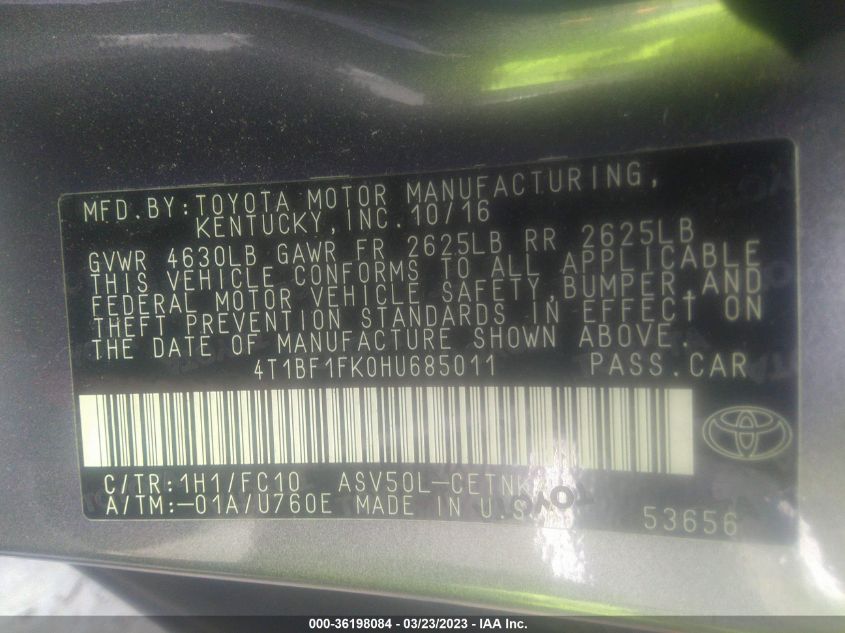 MFD.BY:TOYOTA MOTOR MANUFACTURING,
KENTUCKY,INC.10/16
GVWR 4630LB GAWR FR 2625LB RR 2625LB
THIS VEHICLE CONFORMS TO ALL APPLICABLE
FEDERAL MOTOR VEHICLE SAFETY,BUMPER,AND
THEFT PREVENTION STANDARDS IN EFFECT ON
THE DATE OF MANUFACTURE SHOWN ABOVE.
4T1BF1FK0HU685011 PASS.CAR
C/TR:1H1/FC10 ASV50L-CETNK
A/TM:-01A/U760E MADE IN U.S.
53656
000-36198084 / 03/23/2023 - IAA Inc.